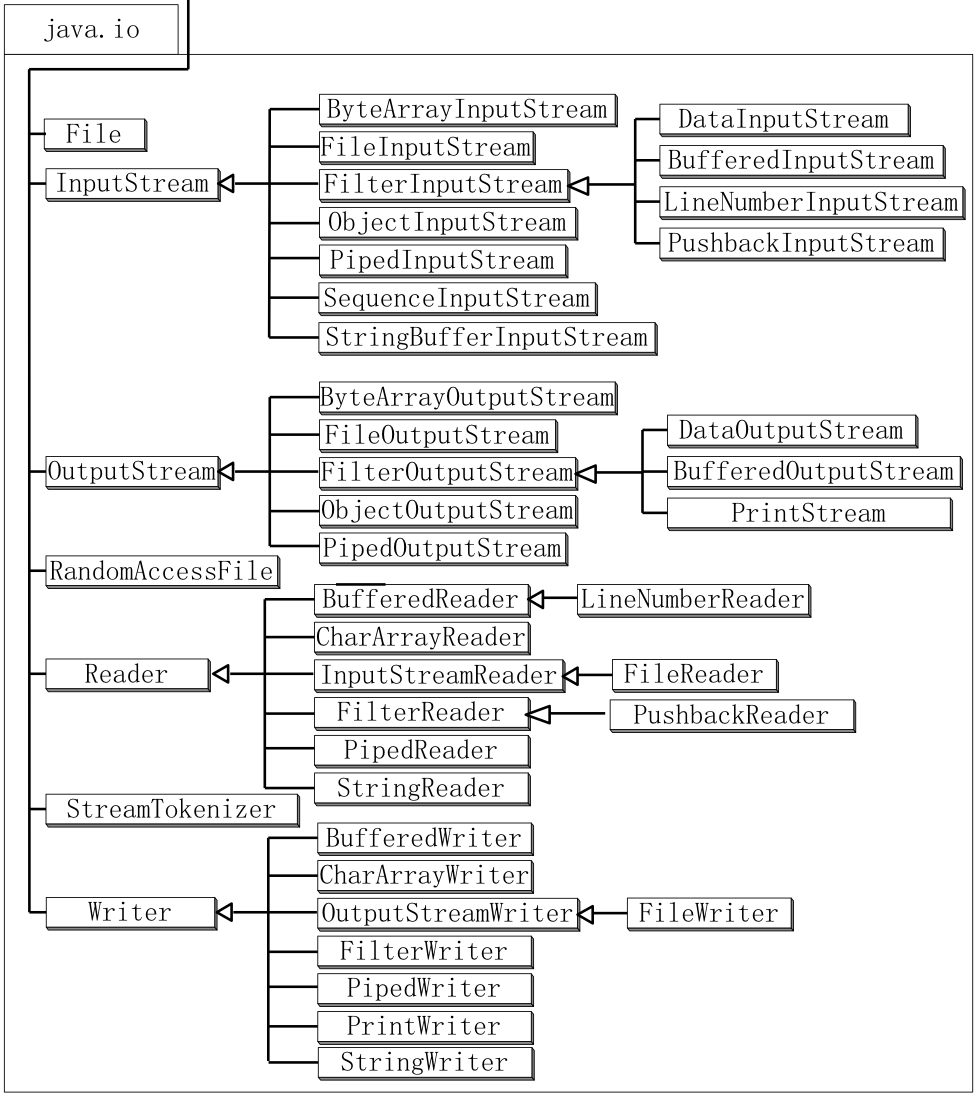 java.io
File
InputStream
ByteArrayInputStream
FileInputStream
FilterInputStream
ObjectInputStream
PipedInputStream
SequenceInputStream
StringBufferInputStream
DataInputStream
BufferedInputStream
LineNumberInputStream
PushbackInputStream
OutputStream
ByteArrayOutputStream
FileOutputStream
FilterOutputStream
ObjectOutputStream
PipedOutputStream
DataOutputStream
BufferedOutputStream
PrintStream
RandomAccessFile
Reader
BufferedReader
LineNumberReader
CharArrayReader
InputStreamReader
FileReader
FilterReader
PushbackReader
PipedReader
StringReader
StreamTokenizer
Writer
BufferedWriter
CharArrayWriter
OutputStreamWriter
FileWriter
FilterWriter
PipedWriter
PrintWriter
StringWriter